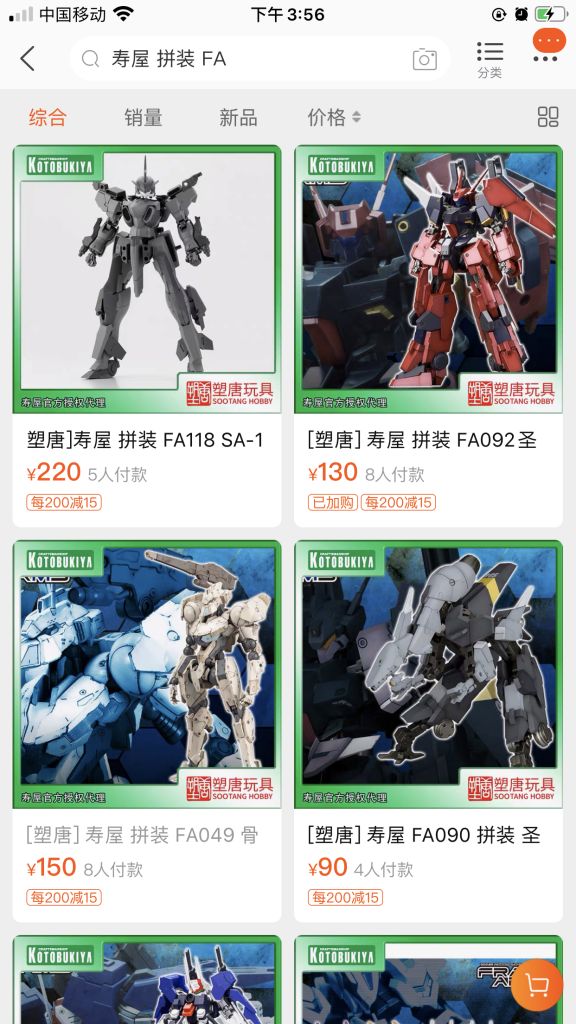 中国移动
下午 3:56
寿屋 拼装 FA
分类
综合
销量
新品
价格
KOTOBUKIYA
寿屋官方授权代理
塑唐玩具
SOOTANG HOBBY
塑唐]寿屋 拼装 FA118 SA-1
¥220 5人付款
每200减15
KOTOBUKIYA
寿屋官方授权代理
塑唐玩具
SOOTANG HOBBY
[塑唐] 寿屋 拼装 FA092圣
¥130 8人付款
已加购 每200减15
KOTOBUKIYA
寿屋官方授权代理
塑唐玩具
SOOTANG HOBBY
[塑唐] 寿屋 拼装 FA049 骨
¥150 8人付款
每200减15
KOTOBUKIYA
寿屋官方授权代理
塑唐玩具
SOOTANG HOBBY
[塑唐] 寿屋 FA090 拼装 圣
¥90 4人付款
每200减15
KOTOBUKIYA
KOTOBUKIYA